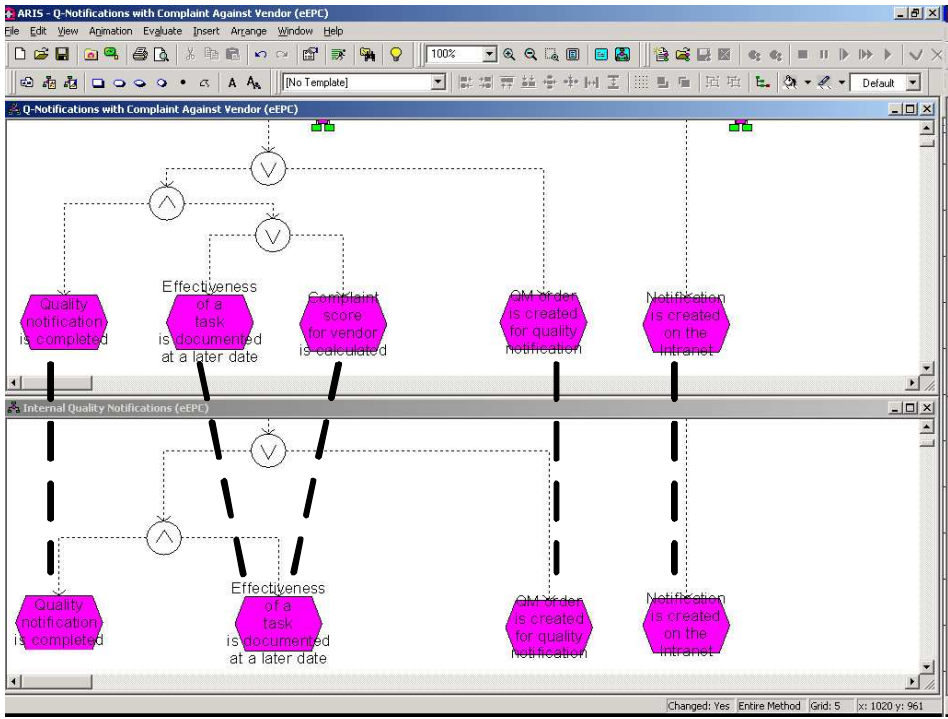 ARIS - Q-Notifications with Complaint Against Vendor (eEPC)
File Edit View Animation Evaluate Insert Arrange Window Help
100%
A AA [No Template] Default
Q-Notifications with Complaint Against Vendor (eEPC)
Quality
notification
is completed
Effectiveness
of a
task
is documented
at a later date
Complaint
score
for vendor
is calculated
QM order
is created
for quality
notification
Notification
is created
on the
Intranet
Internal Quality Notifications (eEPC)
Quality
notification
is completed
Effectiveness
of a
task
is documented
at a later date
QM order
is created
for quality
notification
Notification
is created
on the
Intranet
Changed: Yes Entire Method Grid: 5 x: 1020 y: 961